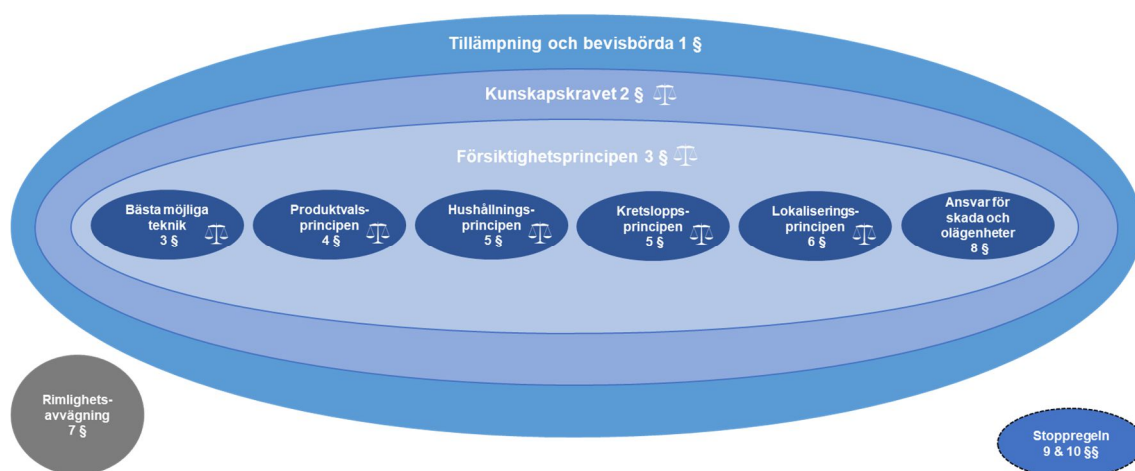 Tillämpning och bevisbörda 1 §
Kunskapskravet 2 §
Försiktighetsprincipen 3 §
Bästa möjliga
teknik
3 §
Produktvals-
principen
4 §
Hushållnings-
principen
5 §
Kretslopps-
principen
5 §
Lokaliserings-
principen
6 §
Ansvar för
skada och
olägenheter
8 §
Rimlighets-
avvägning
7 §
Stoppregeln
9 & 10 §§